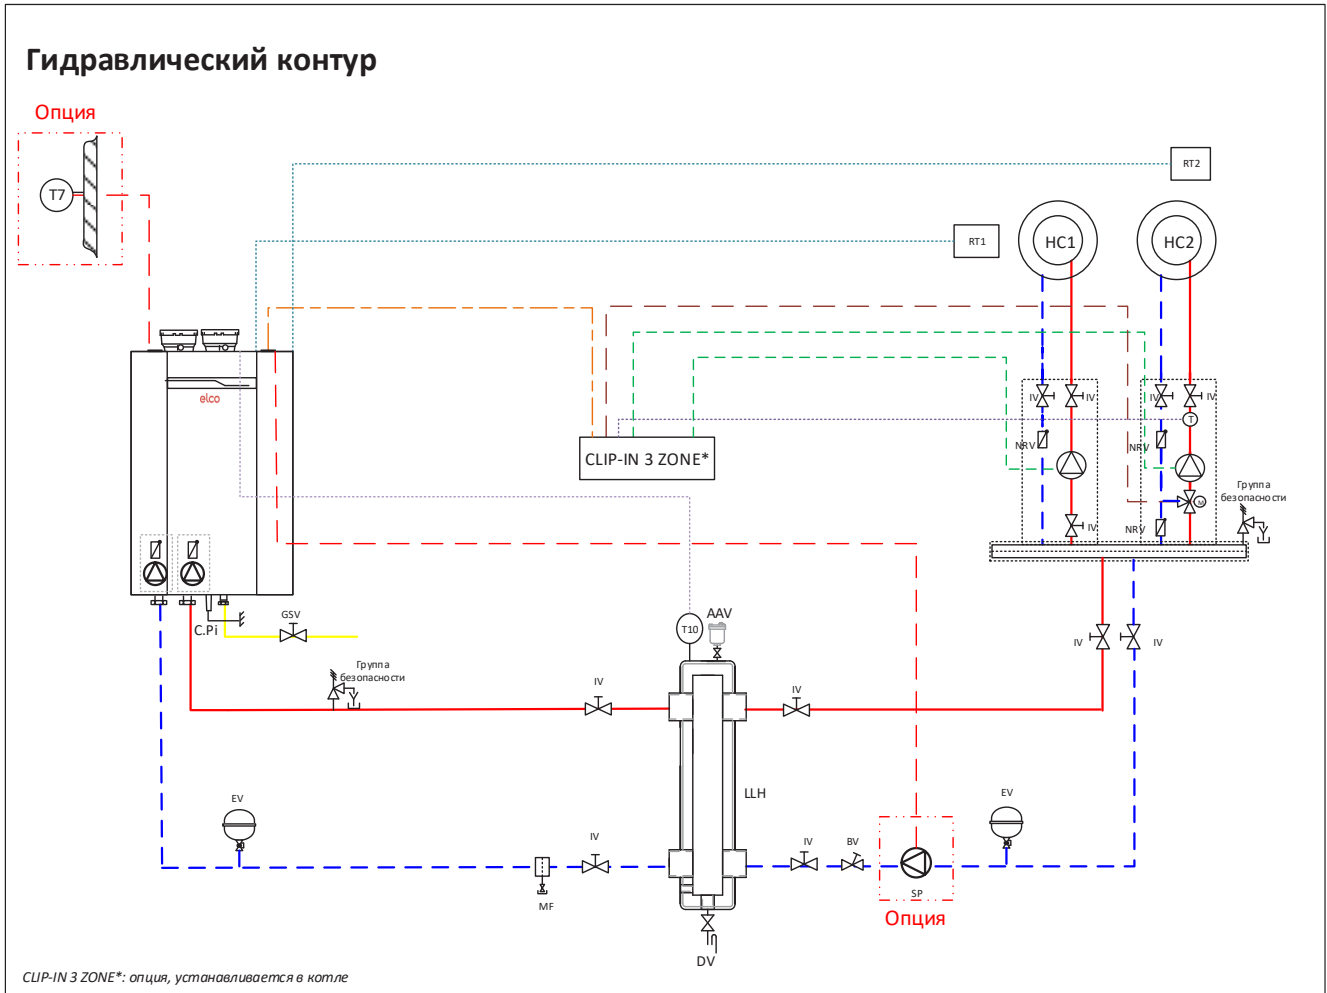 Гидравлический контур
Опция
T7
RT2
RT1
HC1
HC2
elco
CLIP-IN 3 ZONE*
IV
IV
IV
IV
T
NRV
NRV
M
IV
NRV
Группа
безопасности
C.Pi
GSV
T10
AAV
IV
IV
Группа
безопасности
IV
IV
LLH
EV
EV
IV
IV
BV
MF
SP
Опция
DV
CLIP-IN 3 ZONE*: опция, устанавливается в котле